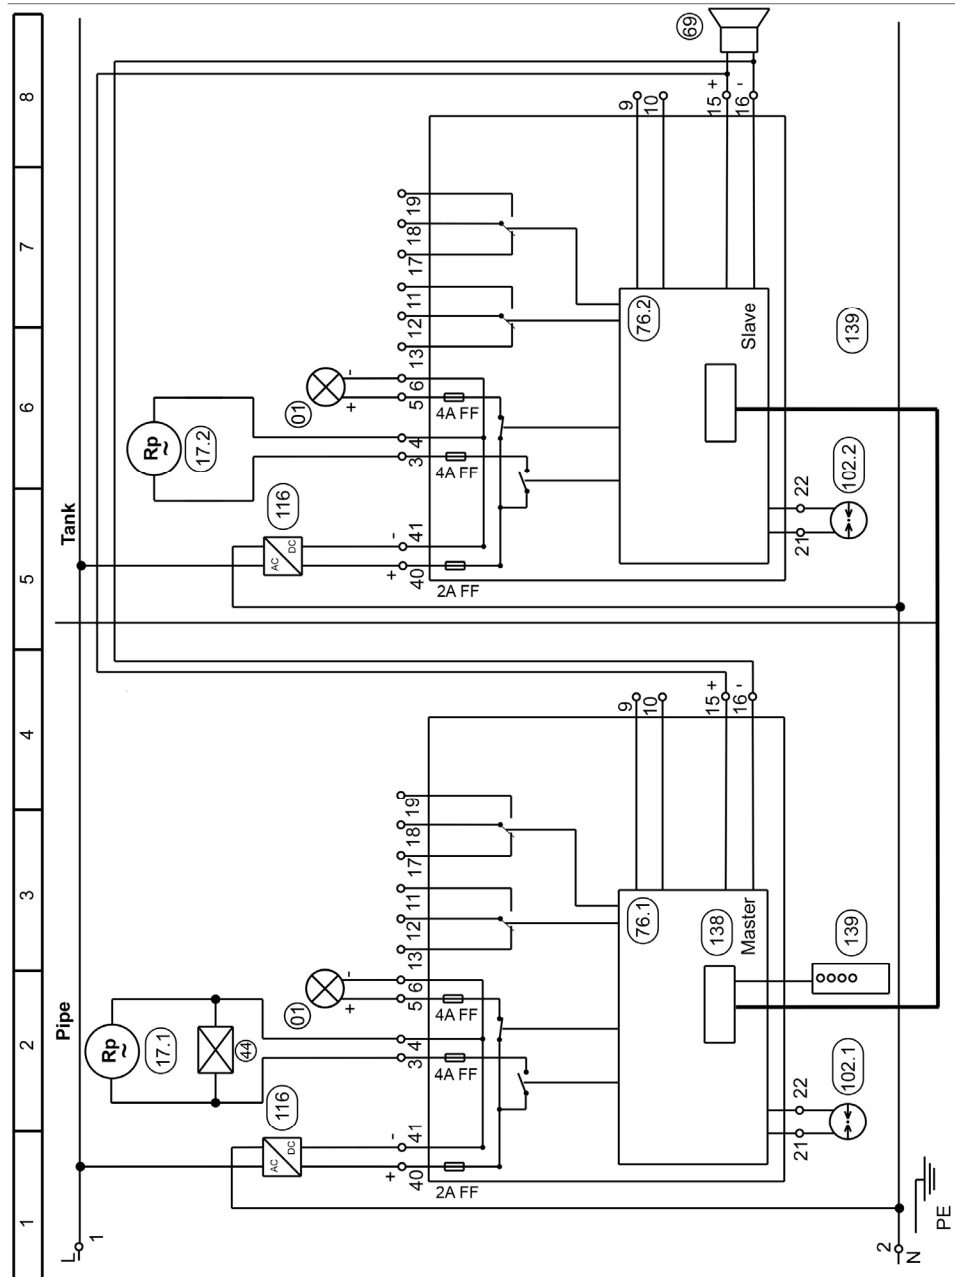 1 2 3 4 5 6 7 8
L 1
Pipe
Tank
Rp
~
17.1
44
Rp
~
17.2
116
AC
DC
116
AC
DC
01
+ -
01
+ -
+ - 
40 41 3 4 5 6 13 12 11 17 18 19
2A FF 4A FF 4A FF
+ -
40 41 3 4 5 6 13 12 11 17 18 19
2A FF 4A FF 4A FF
76.1
9
10
138
15 +
16 -
Master
76.2
9
10
15 +
16 -
Slave
69
21 22
102.1
139
21 22
102.2
139
2
N
PE